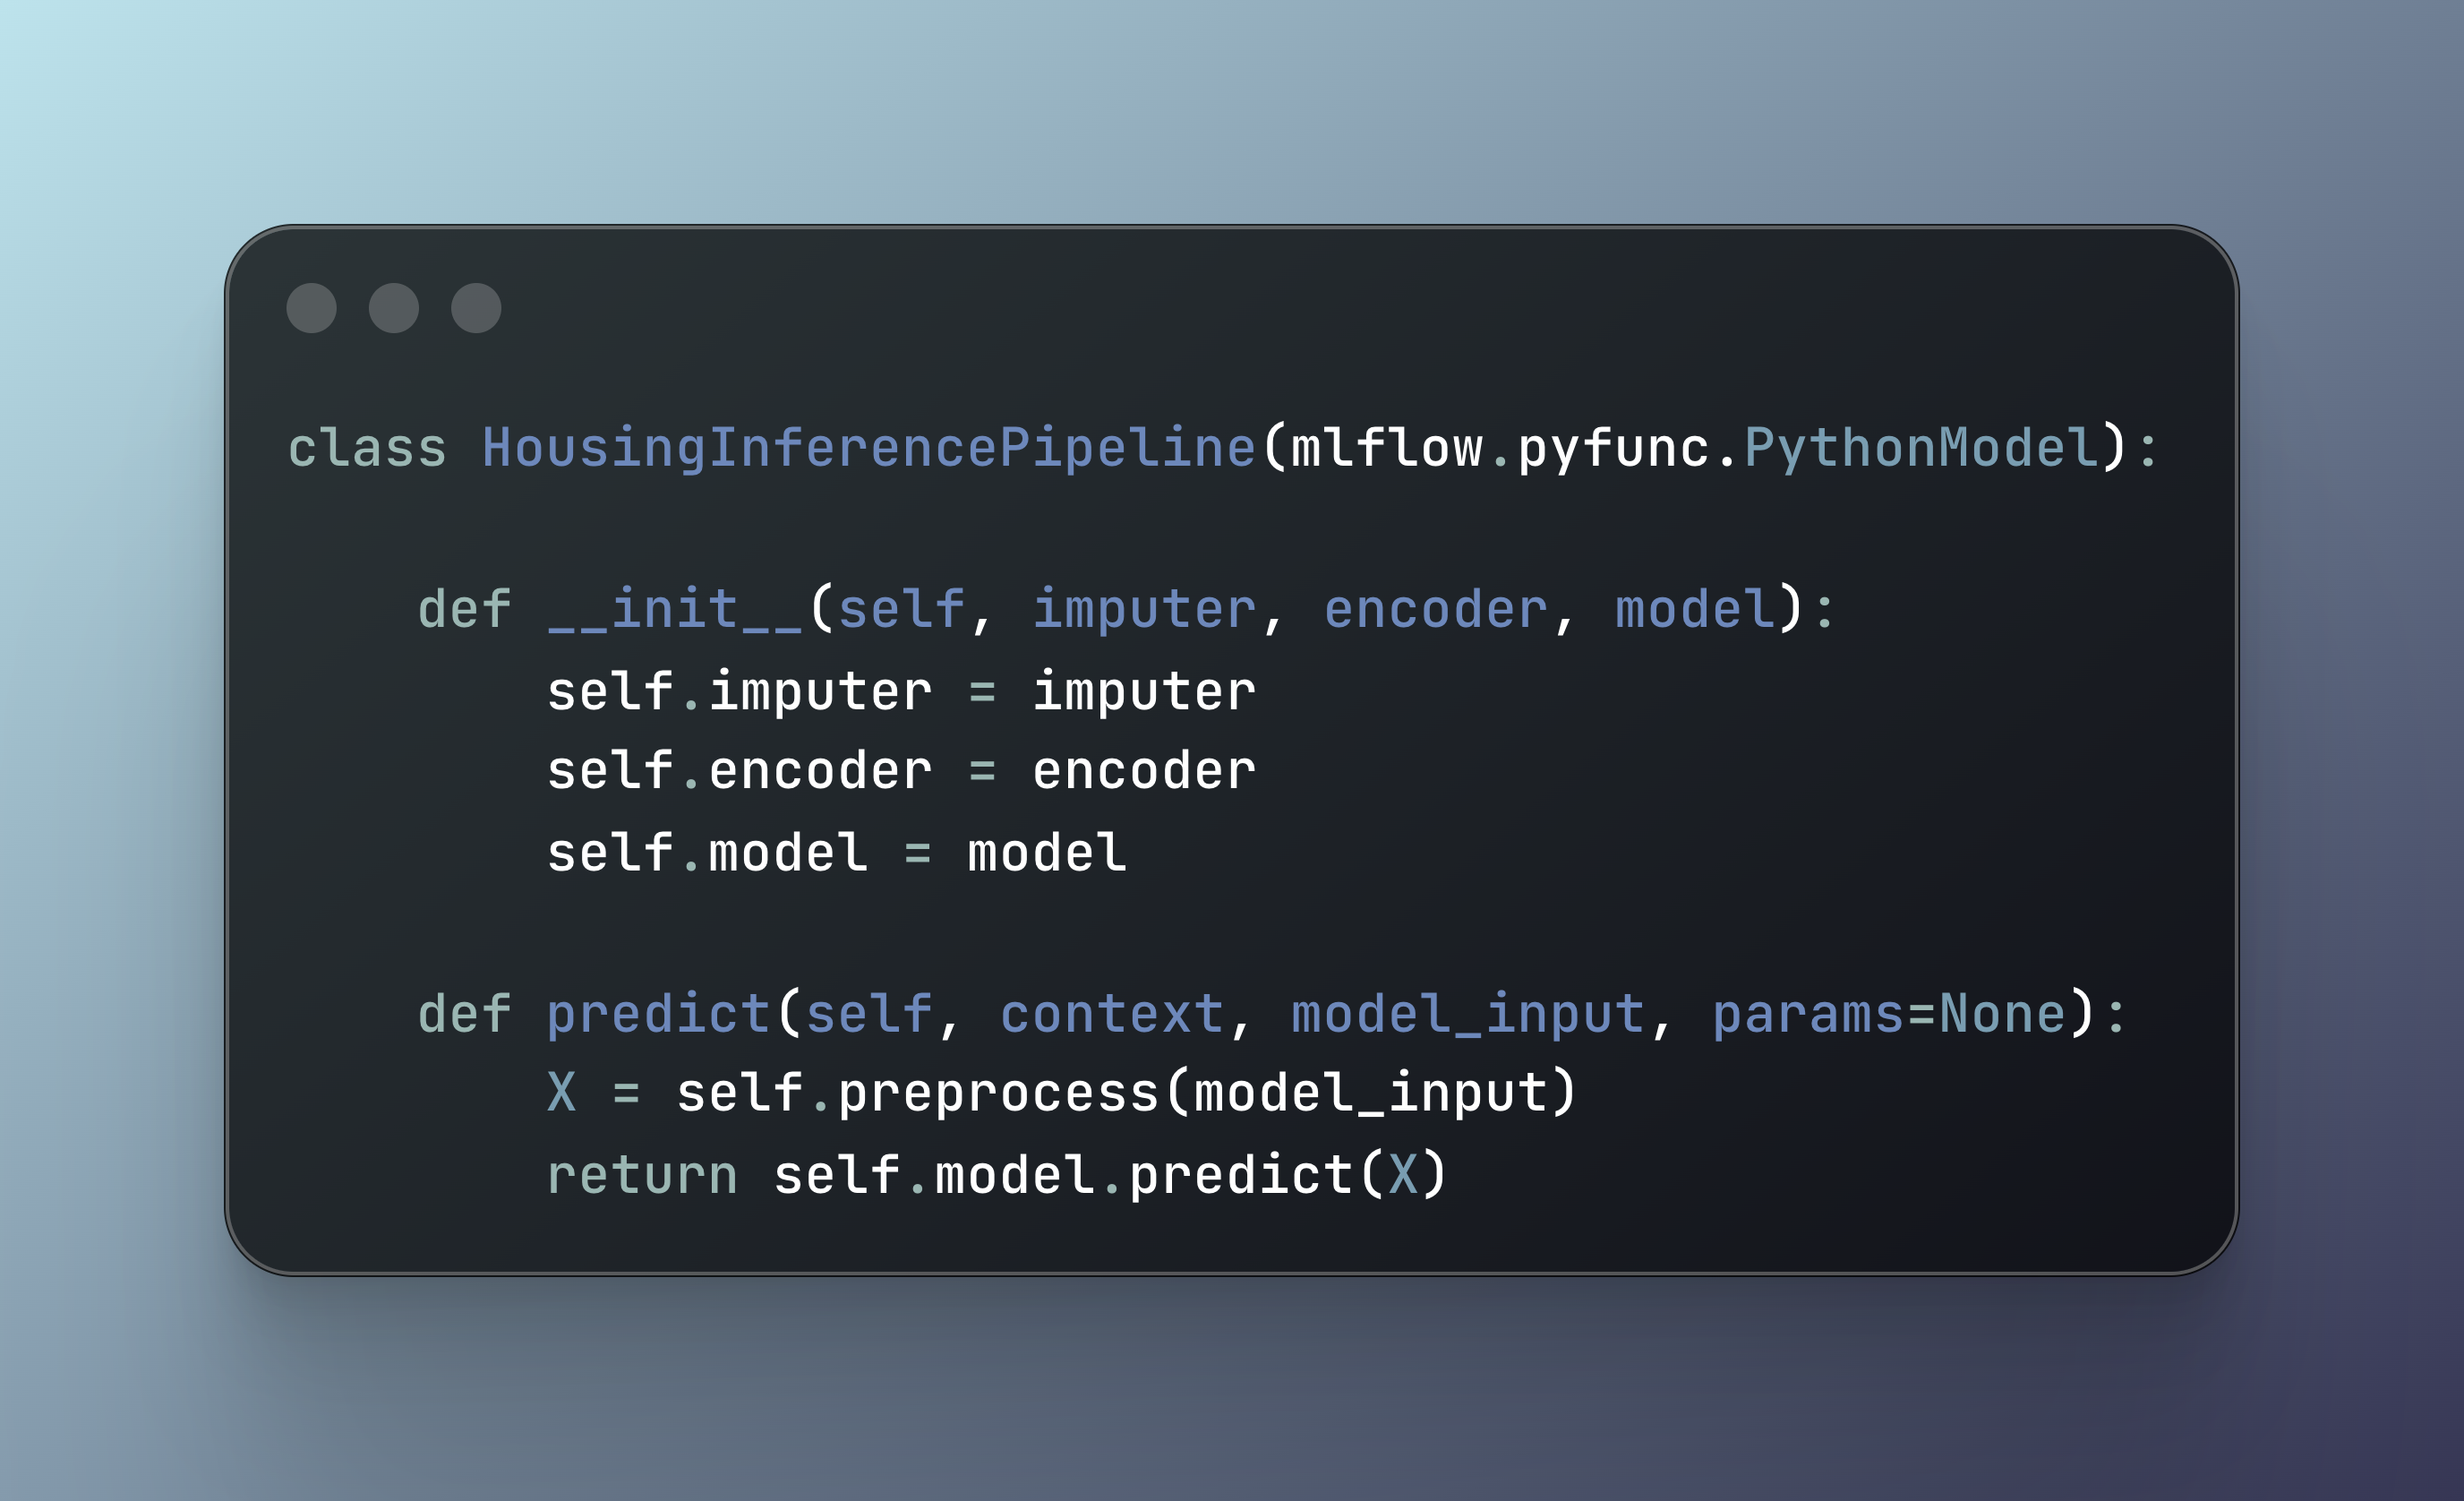 class HousingInferencePipeline(mlflow.pyfunc.PythonModel):
    def __init__(self, imputer, encoder, model):
        self.imputer = imputer
        self.encoder = encoder
        self.model = model
    def predict(self, context, model_input, params=None):
        X = self.preprocess(model_input)
        return self.model.predict(X)